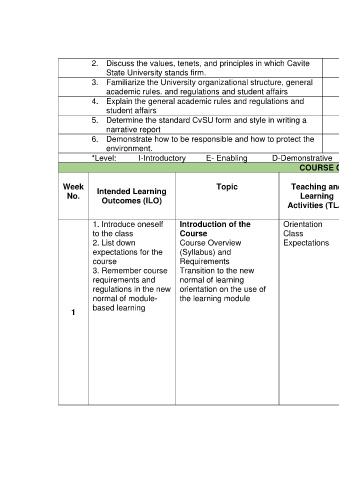 2. Discuss the values, tenets, and principles in which Cavite
State University stands firm.
3. Familiarize the University organizational structure, general
academic rules. and regulations and student affairs
4. Explain the general academic rules and regulations and
student affairs
5. Determine the standard CvSU form and style in writing a
narrative report
6. Demonstrate how to be responsible and how to protect the
environment.
*Level: I-Introductory E- Enabling D-Demonstrative
COURSE C
Week
No.
Intended Learning
Outcomes (ILO)
Topic
Teaching and
Learning
Activities (TL
1
1. Introduce oneself
to the class
2. List down
expectations for the
course
3. Remember course
requirements and
regulations in the new
normal of module-
based learning
Introduction of the
Course
Course Overview
(Syllabus) and
Requirements
Transition to the new
normal of learning
orientation on the use of
the learning module
Orientation
Class
Expectations